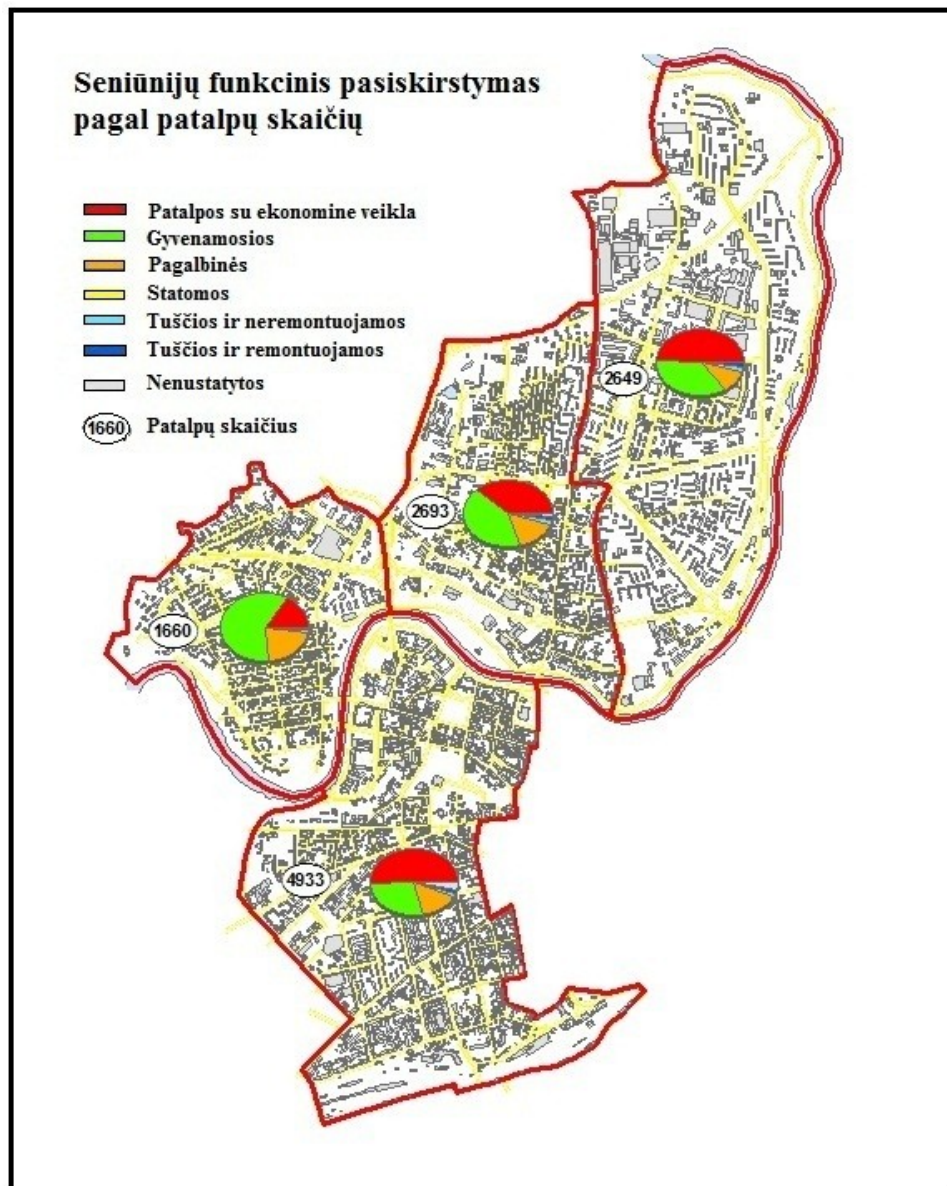 Seniūnijų funkcinis pasiskirstymas
pagal patalpų skaičių
Patalpos su ekonomine veikla
Gyvenamosios
Pagalbinės
Statomos
Tuščios ir neremontuojamos
Tuščios ir remontuojamos
Nenustatytos
1660 Patalpų skaičius
2649
2693
1660
4933